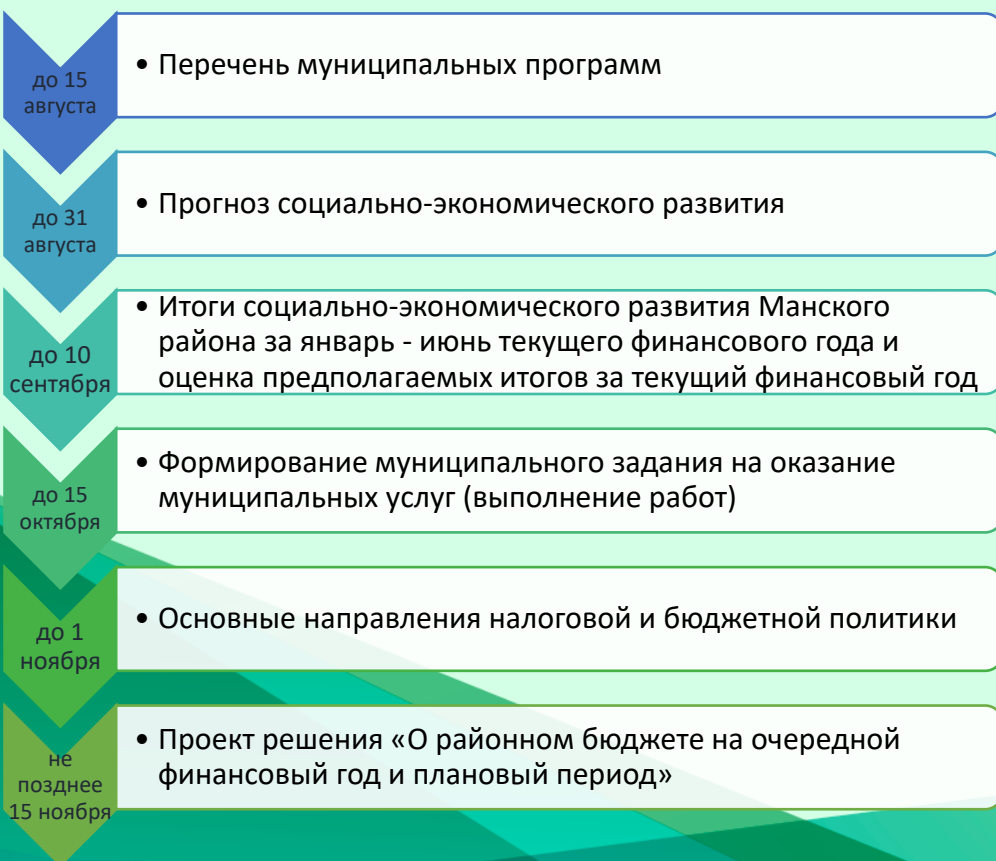 до 15
августа
• Перечень муниципальных программ
до 31
августа
• Прогноз социально-экономического развития
до 10
сентября
• Итоги социально-экономического развития Манского
района за январь - июнь текущего финансового года и
оценка предполагаемых итогов за текущий финансовый год
до 15
октября
• Формирование муниципального задания на оказание
муниципальных услуг (выполнение работ)
до 1
ноября
• Основные направления налоговой и бюджетной политики
не
позднее
15 ноября
• Проект решения «О районном бюджете на очередной
финансовый год и плановый период»